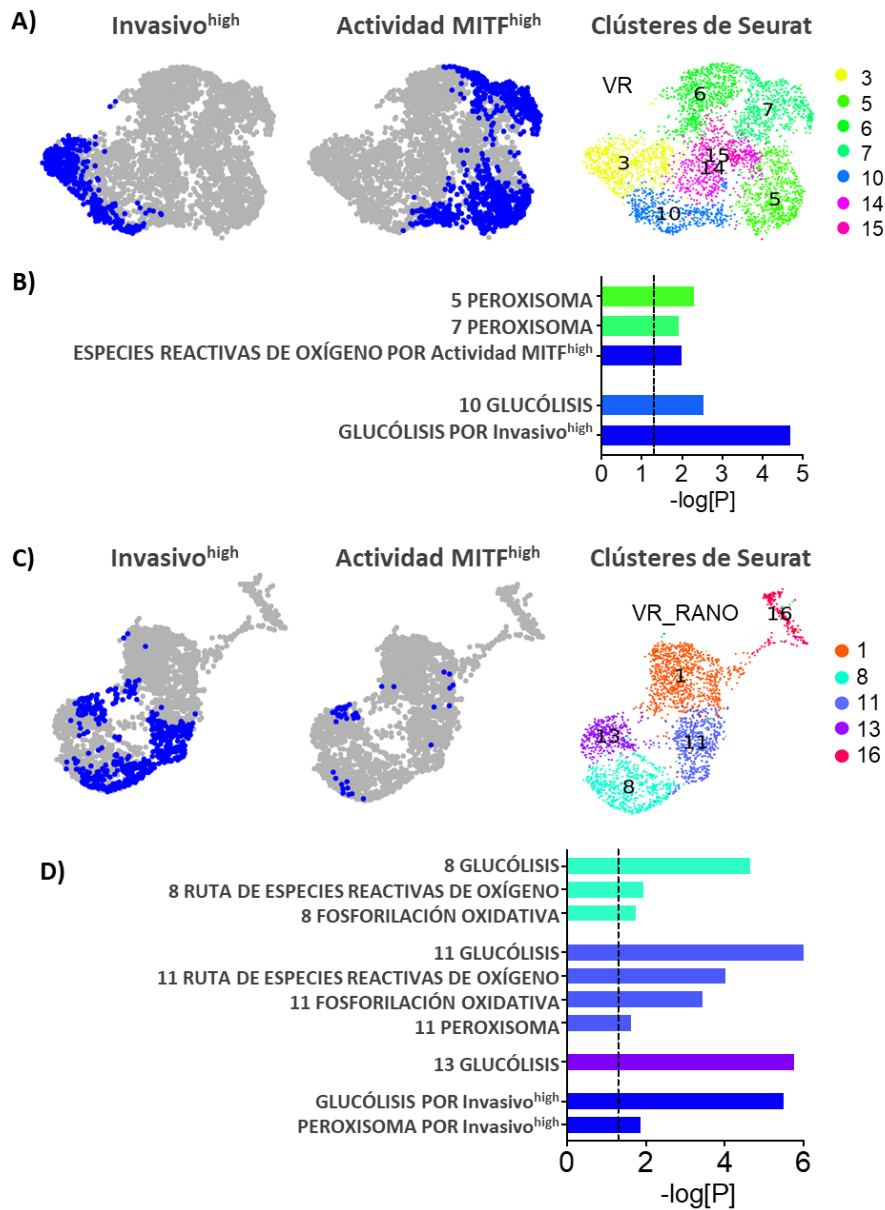 A)
Invasivohigh
Actividad MITFhigh
Clústeres de Seurat
VR
3
5
6
7
10
14
15
3
5
6
7
10
14
15
B)
5 PEROXISOMA
7 PEROXISOMA
ESPECIES REACTIVAS DE OXÍGENO POR Actividad MITFhigh
10 GLUCÓLISIS
GLUCÓLISIS POR Invasivohigh
0 1 2 3 4 5
-log[P]
C)
Invasivohigh
Actividad MITFhigh
Clústeres de Seurat
VR_RANO
16
1
13
11
8
1
8
11
13
16
D)
8 GLUCÓLISIS
8 RUTA DE ESPECIES REACTIVAS DE OXÍGENO
8 FOSFORILACIÓN OXIDATIVA
11 GLUCÓLISIS
11 RUTA DE ESPECIES REACTIVAS DE OXÍGENO
11 FOSFORILACIÓN OXIDATIVA
11 PEROXISOMA
13 GLUCÓLISIS
GLUCÓLISIS POR Invasivohigh
PEROXISOMA POR Invasivohigh
0 2 4 6
-log[P]